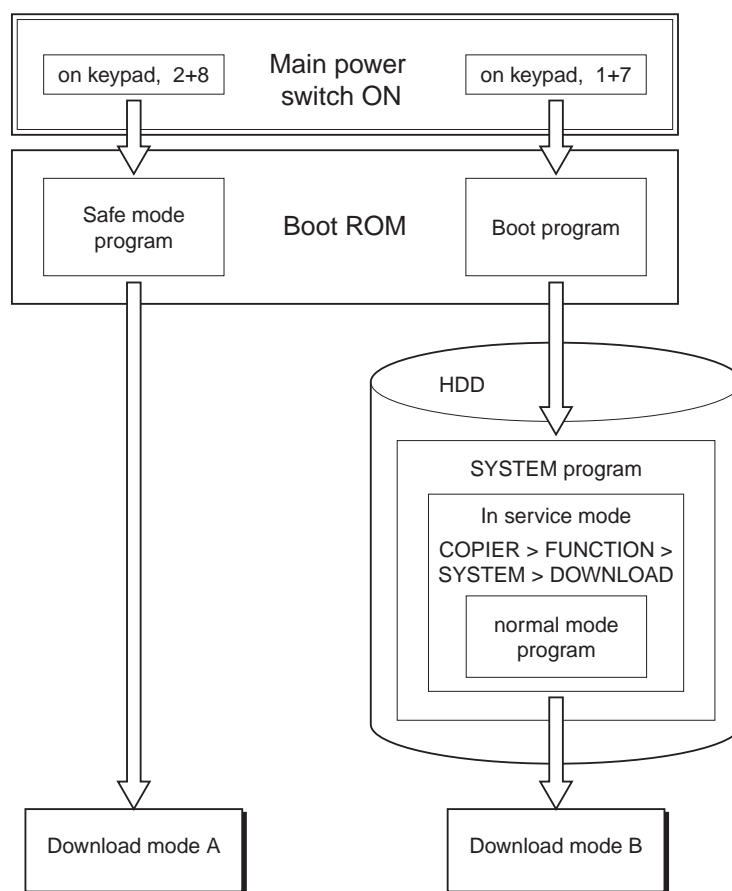 Main power
switch ON
on keypad, 2+8
on keypad, 1+7
Safe mode
program
Boot ROM
Boot program
HDD
SYSTEM program
In service mode
COPIER > FUNCTION >
SYSTEM > DOWNLOAD
normal mode
program
Download mode A
Download mode B